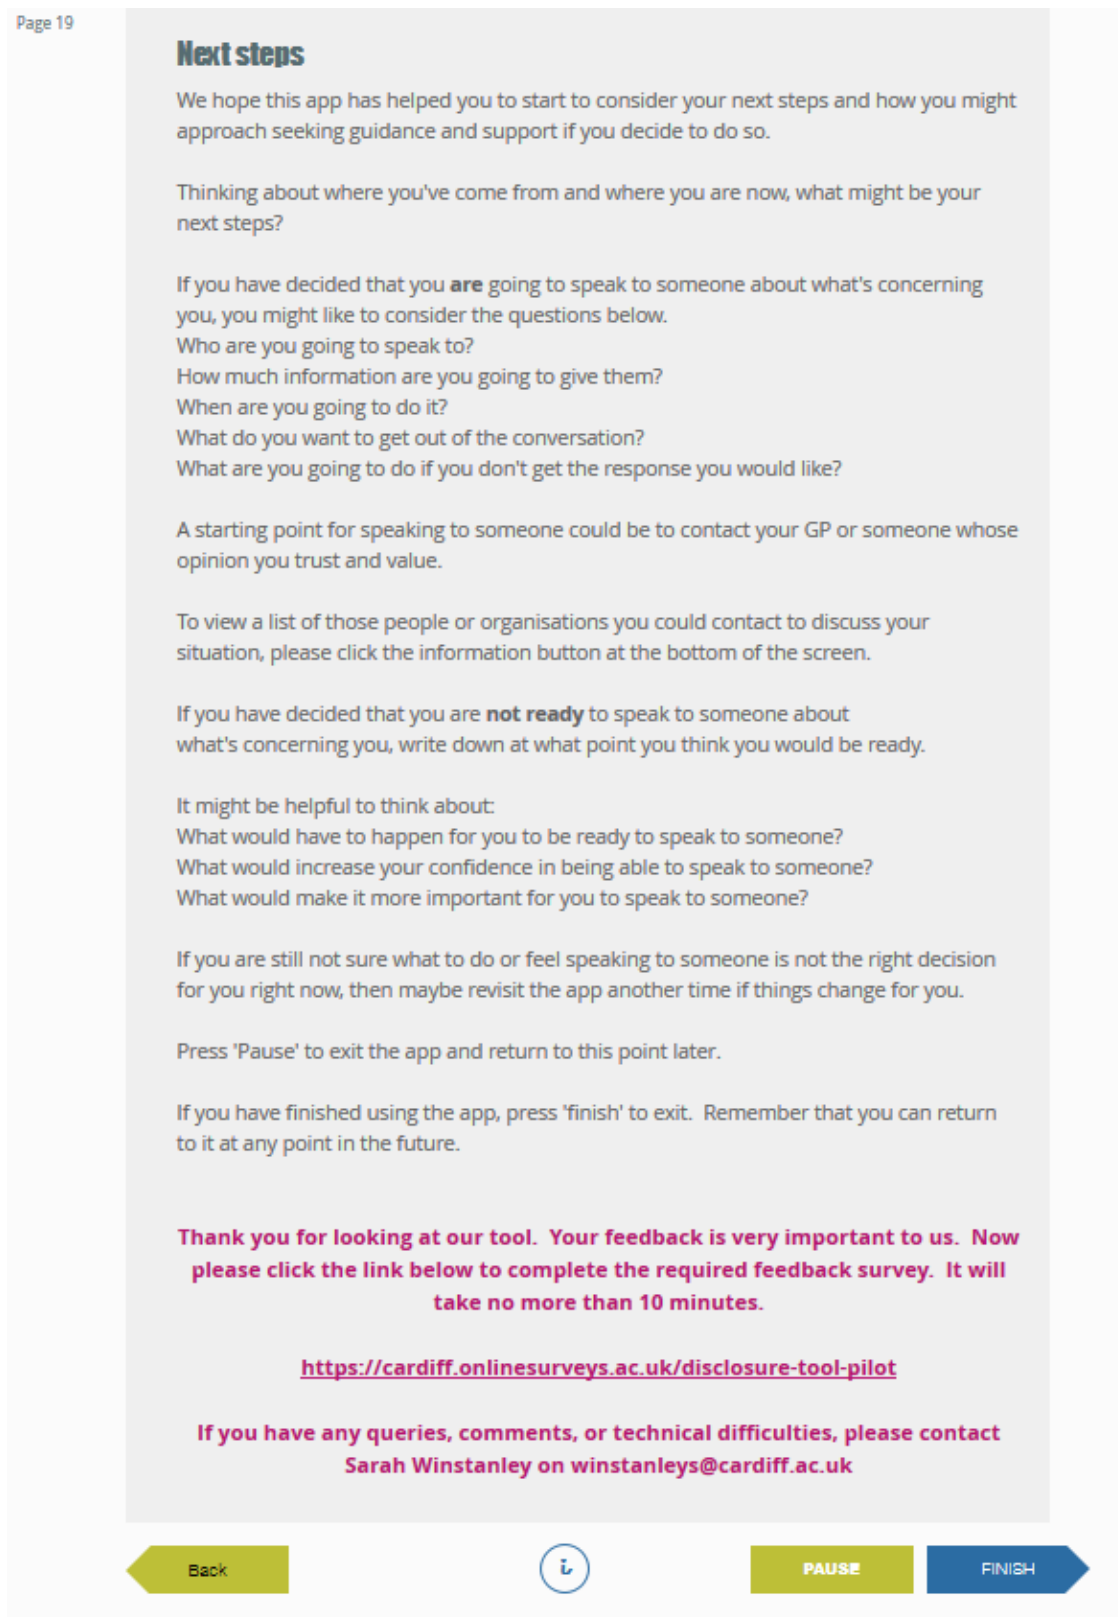 Page 19
Next steps
We hope this app has helped you to start to consider your next steps and how you might
approach seeking guidance and support if you decide to do so.
Thinking about where you've come from and where you are now, what might be your
next steps?
If you have decided that you are going to speak to someone about what's concerning
you, you might like to consider the questions below.
Who are you going to speak to?
How much information are you going to give them?
When are you going to do it?
What do you want to get out of the conversation?
What are you going to do if you don't get the response you would like?
A starting point for speaking to someone could be to contact your GP or someone whose
opinion you trust and value.
To view a list of those people or organisations you could contact to discuss your
situation, please click the information button at the bottom of the screen.
If you have decided that you are not ready to speak to someone about
what's concerning you, write down at what point you think you would be ready.
It might be helpful to think about:
What would have to happen for you to be ready to speak to someone?
What would increase your confidence in being able to speak to someone?
What would make it more important for you to speak to someone?
If you are still not sure what to do or feel speaking to someone is not the right decision
for you right now, then maybe revisit the app another time if things change for you.
Press 'Pause' to exit the app and return to this point later.
If you have finished using the app, press 'finish' to exit.  Remember that you can return
to it at any point in the future.
Thank you for looking at our tool.  Your feedback is very important to us.  Now
please click the link below to complete the required feedback survey.  It will
take no more than 10 minutes.
https://cardiff.onlinesurveys.ac.uk/disclosure-tool-pilot
If you have any queries, comments, or technical difficulties, please contact
Sarah Winstanley on winstanleys@cardiff.ac.uk
Back
i
PAUSE
FINISH